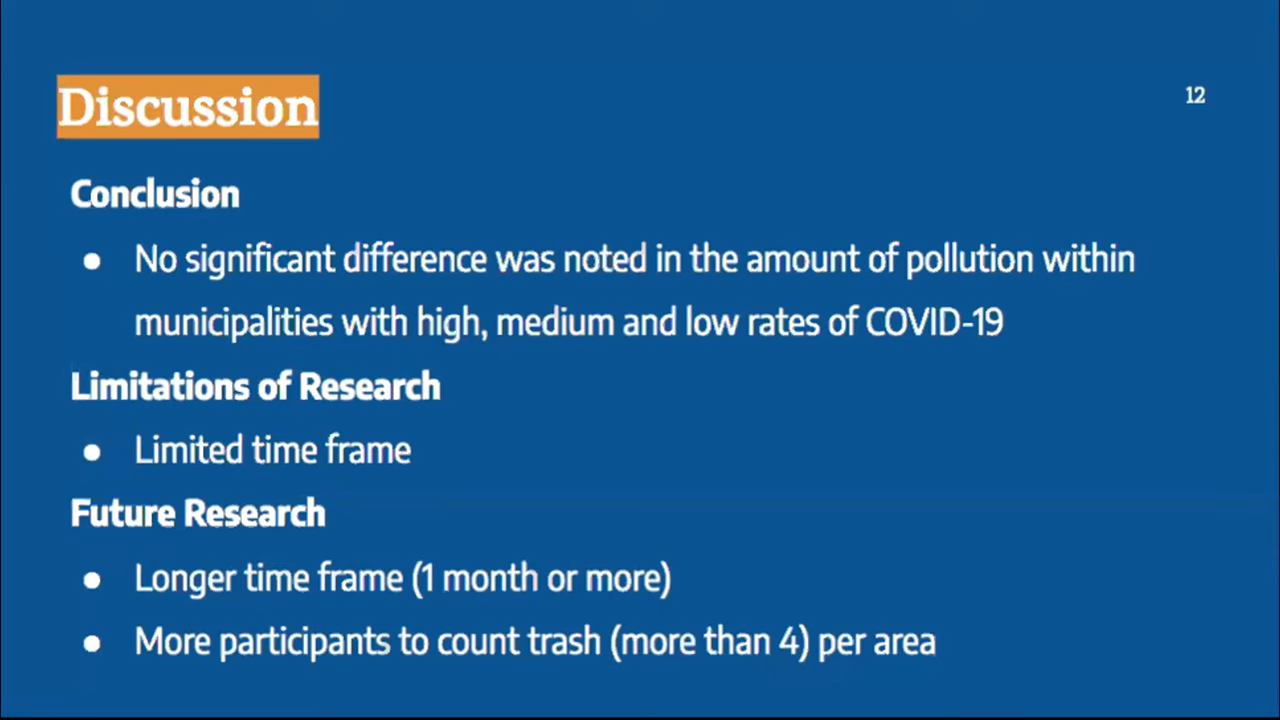 Discussion
12
Conclusion
● No significant difference was noted in the amount of pollution within
municipalities with high, medium and low rates of COVID-19
Limitations of Research
● Limited time frame
Future Research
● Longer time frame (1 month or more)
● More participants to count trash (more than 4) per area